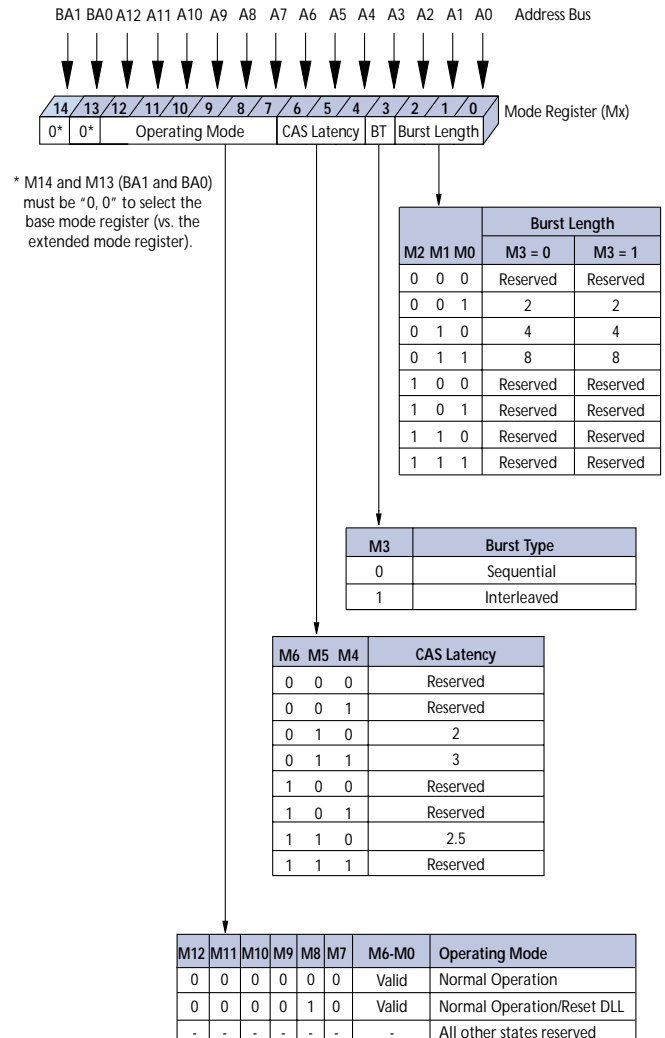 BA1 BA0 A12 A11 A10 A9 A8 A7 A6 A5 A4 A3 A2 A1 A0 Address Bus
14 13 12 11 10 9 8 7 6 5 4 3 2 1 0 Mode Register (Mx)
0* 0* Operating Mode CAS Latency BT Burst Length
* M14 and M13 (BA1 and BA0)
must be "0, 0" to select the
base mode register (vs. the
extended mode register).
Burst Length
M2 M1 M0 M3 = 0 M3 = 1
0 0 0 Reserved Reserved
0 0 1 2 2
0 1 0 4 4
0 1 1 8 8
1 0 0 Reserved Reserved
1 0 1 Reserved Reserved
1 1 0 Reserved Reserved
1 1 1 Reserved Reserved
M3 Burst Type
0 Sequential
1 Interleaved
M6 M5 M4 CAS Latency
0 0 0 Reserved
0 0 1 Reserved
0 1 0 2
0 1 1 3
1 0 0 Reserved
1 0 1 Reserved
1 1 0 2.5
1 1 1 Reserved
M12 M11 M10 M9 M8 M7 M6-M0 Operating Mode
0 0 0 0 0 0 Valid Normal Operation
0 0 0 0 1 0 Valid Normal Operation/Reset DLL
- - - - - - - All other states reserved